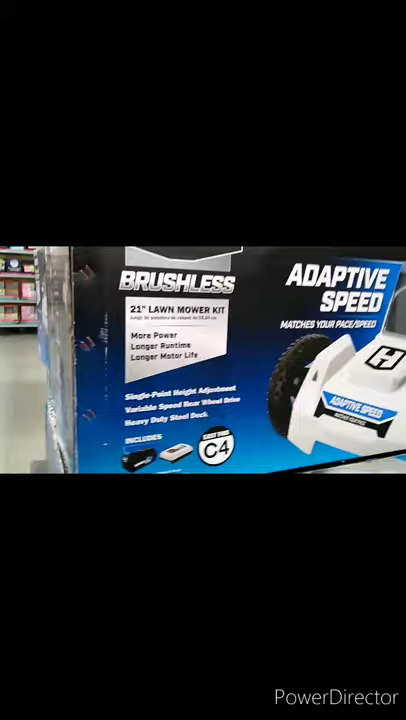 BRUSHLESS
21" LAWN MOWER KIT
More Power
Longer Runtime
Longer Motor Life
Single-Point Height Adjustment
Variable Speed Rear Wheel Drive
Heavy Duty Steel Deck
INCLUDES
C4
ADAPTIVE
SPEED
MATCHES YOUR PACE/SPEED
H
ADAPTIVE SPEED
PowerDirector